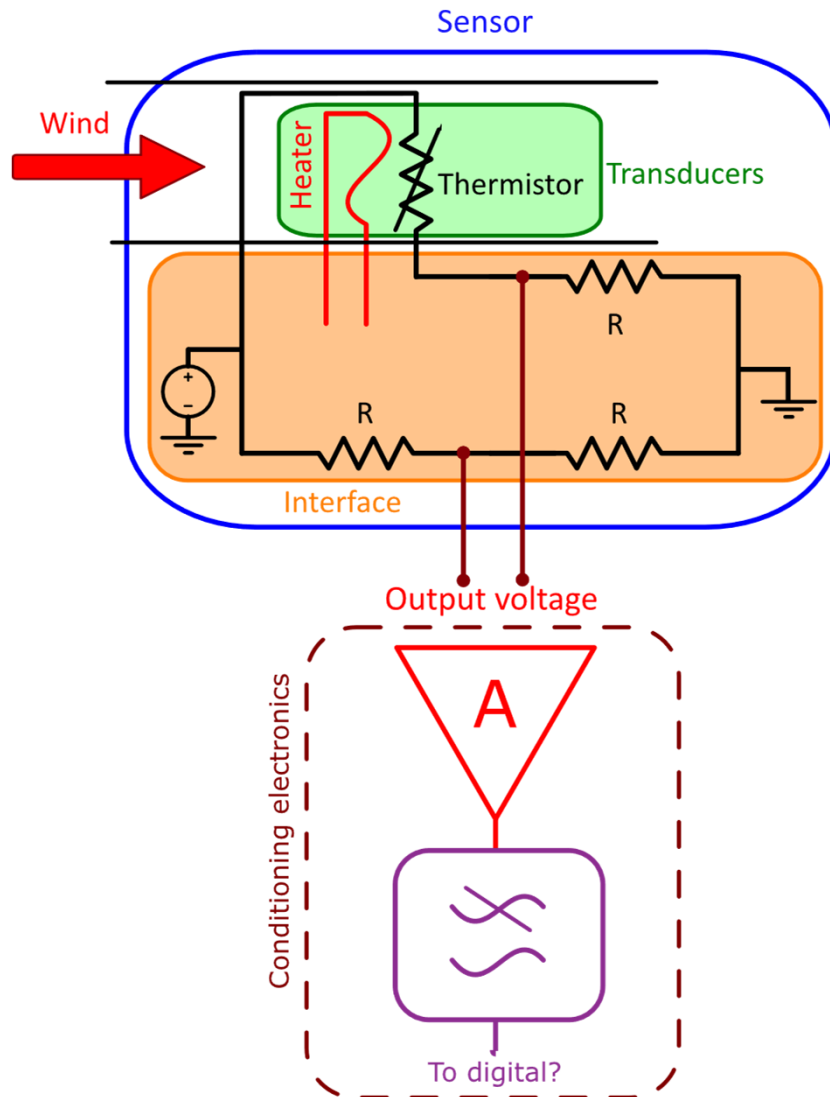 Sensor
Wind
Heater
Thermistor
Transducers
R
R
R
+
−
Interface
Output voltage
Conditioning electronics
A
To digital?